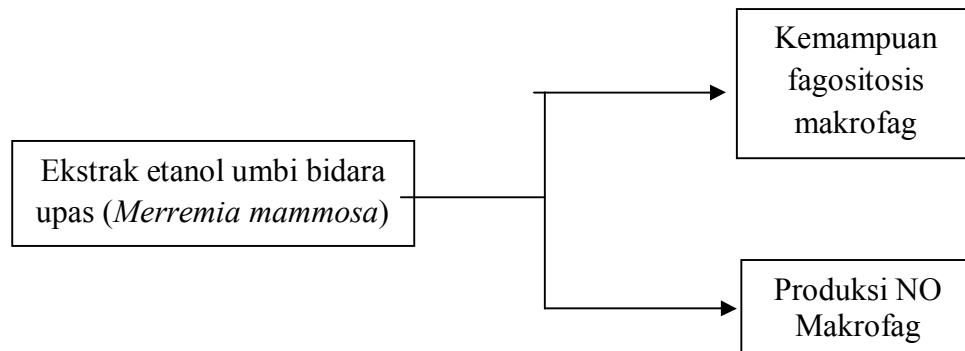 Kemampuan
fagositosis
makrofag
Ekstrak etanol umbi bidara
upas (Merremia mammosa)
Produksi NO
Makrofag